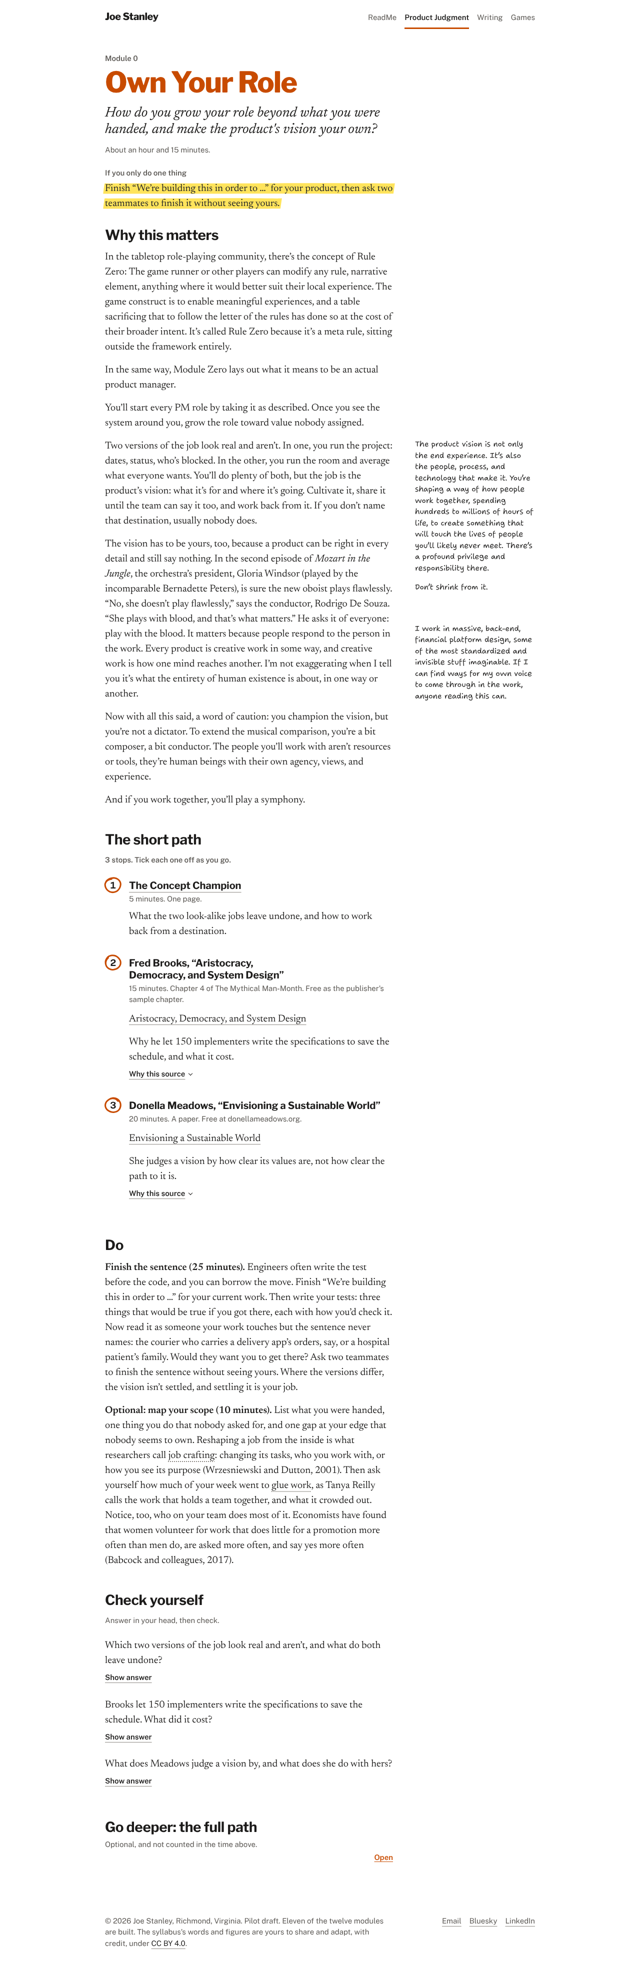 Joe Stanley
ReadMe Product Judgment Writing Games
Module 0
Own Your Role
How do you grow your role beyond what you were
handed, and make the product's vision your own?
About an hour and 15 minutes.
If you only do one thing
Finish “We’re building this in order to ...” for your product, then ask two
teammates to finish it without seeing yours.
Why this matters
In the tabletop role-playing community, there’s the concept of Rule
Zero: The game runner or other players can modify any rule, narrative
element, anything where it would better suit their local experience. The
game construct is to enable meaningful experiences, and a table
sacrificing that to follow the letter of the rules has done so at the cost of
their broader intent. It’s called Rule Zero because it’s a meta rule, sitting
outside the framework entirely.
In the same way, Module Zero lays out what it means to be an actual
product manager.
You’ll start every PM role by taking it as described. Once you see the
system around you, grow the role toward value nobody assigned.
Two versions of the job look real and aren’t. In one, you run the project:
dates, status, who’s blocked. In the other, you run the room and average
what everyone wants. You’ll do plenty of both, but the job is the
product’s vision: what it’s for and where it’s going. Cultivate it, share it
until the team can say it too, and work back from it. If you don’t name
that destination, usually nobody does.
The product vision is not only
the end experience. It’s also
the people, process, and
technology that make it. You’re
shaping a way of how people
work together, spending
hundreds to millions of hours of
life, to create something that
will touch the lives of people
you’ll likely never meet. There’s
a profound privilege and
responsibility there.
Don’t shrink from it.
The vision has to be yours, too, because a product can be right in every
detail and still say nothing. In the second episode of Mozart in the
Jungle, the orchestra’s president, Gloria Windsor (played by the
incomparable Bernadette Peters), is sure the new oboist plays flawlessly.
“No, she doesn’t play flawlessly,” says the conductor, Rodrigo De Souza.
“She plays with blood, and that’s what matters.” He asks it of everyone:
play with the blood. It matters because people respond to the person in
the work. Every product is creative work in some way, and creative
work is how one mind reaches another. I’m not exaggerating when I tell
you it’s what the entirety of human existence is about, in one way or
another.
I work in massive, back-end,
financial platform design, some
of the most standardized and
invisible stuff imaginable. If I
can find ways for my own voice
to come through in the work,
anyone reading this can.
Now with all this said, a word of caution: you champion the vision, but
you’re not a dictator. To extend the musical comparison, you’re a bit
composer, a bit conductor. The people you’ll work with aren’t resources
or tools, they’re human beings with their own agency, views, and
experience.
And if you work together, you’ll play a symphony.
The short path
3 stops. Tick each one off as you go.
1 The Concept Champion
5 minutes. One page.
What the two look-alike jobs leave undone, and how to work
back from a destination.
2 Fred Brooks, “Aristocracy,
Democracy, and System Design”
15 minutes. Chapter 4 of The Mythical Man-Month. Free as the publisher’s
sample chapter.
Aristocracy, Democracy, and System Design
Why he let 150 implementers write the specifications to save the
schedule, and what it cost.
Why this source
3 Donella Meadows, “Envisioning a Sustainable World”
20 minutes. A paper. Free at donellameadows.org.
Envisioning a Sustainable World
She judges a vision by how clear its values are, not how clear the
path to it is.
Why this source
Do
Finish the sentence (25 minutes). Engineers often write the test
before the code, and you can borrow the move. Finish “We’re building
this in order to ...” for your current work. Then write your tests: three
things that would be true if you got there, each with how you’d check it.
Now read it as someone your work touches but the sentence never
names: the courier who carries a delivery app’s orders, say, or a hospital
patient’s family. Would they want you to get there? Ask two teammates
to finish the sentence without seeing yours. Where the versions differ,
the vision isn’t settled, and settling it is your job.
Optional: map your scope (10 minutes). List what you were handed,
one thing you do that nobody asked for, and one gap at your edge that
nobody seems to own. Reshaping a job from the inside is what
researchers call job crafting: changing its tasks, who you work with, or
how you see its purpose (Wrzesniewski and Dutton, 2001). Then ask
yourself how much of your week went to glue work, as Tanya Reilly
calls the work that holds a team together, and what it crowded out.
Notice, too, who on your team does most of it. Economists have found
that women volunteer for work that does little for a promotion more
often than men do, are asked more often, and say yes more often
(Babcock and colleagues, 2017).
Check yourself
Answer in your head, then check.
Which two versions of the job look real and aren’t, and what do both
leave undone?
Show answer
Brooks let 150 implementers write the specifications to save the
schedule. What did it cost?
Show answer
What does Meadows judge a vision by, and what does she do with hers?
Show answer
Go deeper: the full path
Optional, and not counted in the time above.
Open
© 2026 Joe Stanley, Richmond, Virginia. Pilot draft. Eleven of the twelve modules
are built. The syllabus’s words and figures are yours to share and adapt, with
credit, under CC BY 4.0.
Email Bluesky LinkedIn